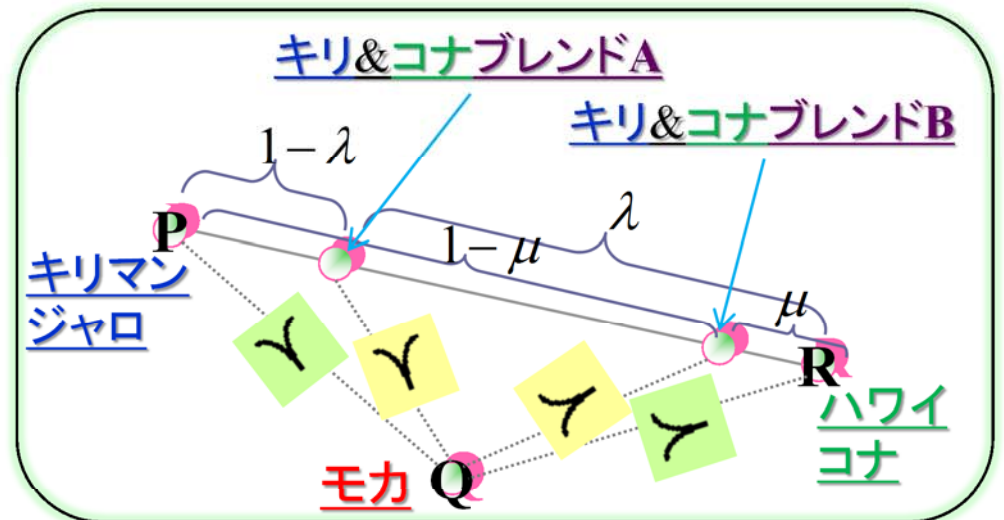 キリ&コナブレンドA
キリ&コナブレンドB
1 − λ
λ
1 − μ
μ
P
キリマン
ジャロ
R
ハワイ
コナ
≻
≻
≻
≻
モカ
Q